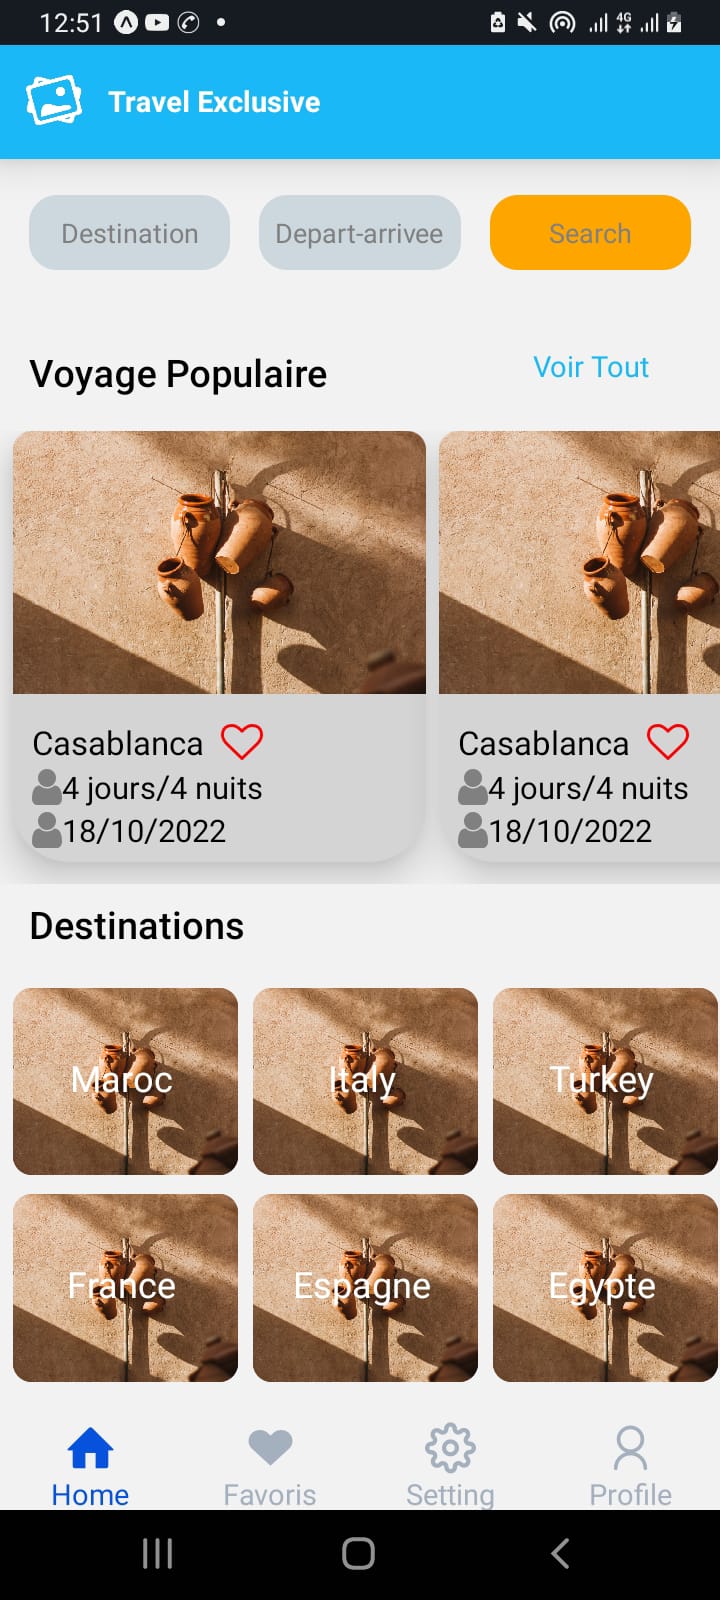 12:51
4G
Travel Exclusive
Destination
Depart-arrivee
Search
Voyage Populaire
Voir Tout
Casablanca
4 jours/4 nuits
18/10/2022
Casablanca
4 jours/4 nuits
18/10/2022
Destinations
Maroc
Italy
Turkey
France
Espagne
Egypte
Home
Favoris
Setting
Profile